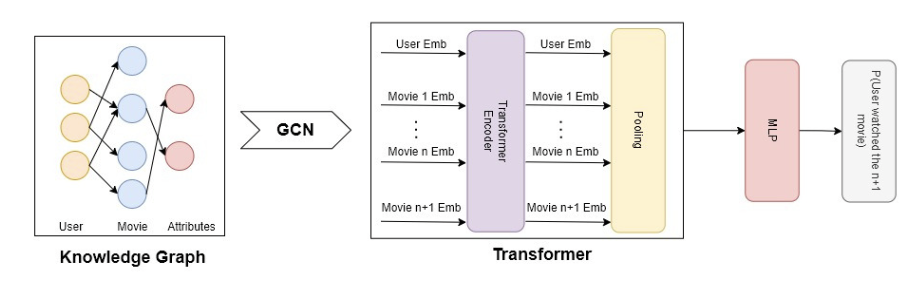 User
Movie
Attributes
Knowledge Graph
GCN
User Emb
Movie 1 Emb
Movie n Emb
Movie n+1 Emb
Transformer
Encoder
User Emb
Movie 1 Emb
Movie n Emb
Movie n+1 Emb
Pooling
Transformer
MLP
P(User watched the n+1
movie)